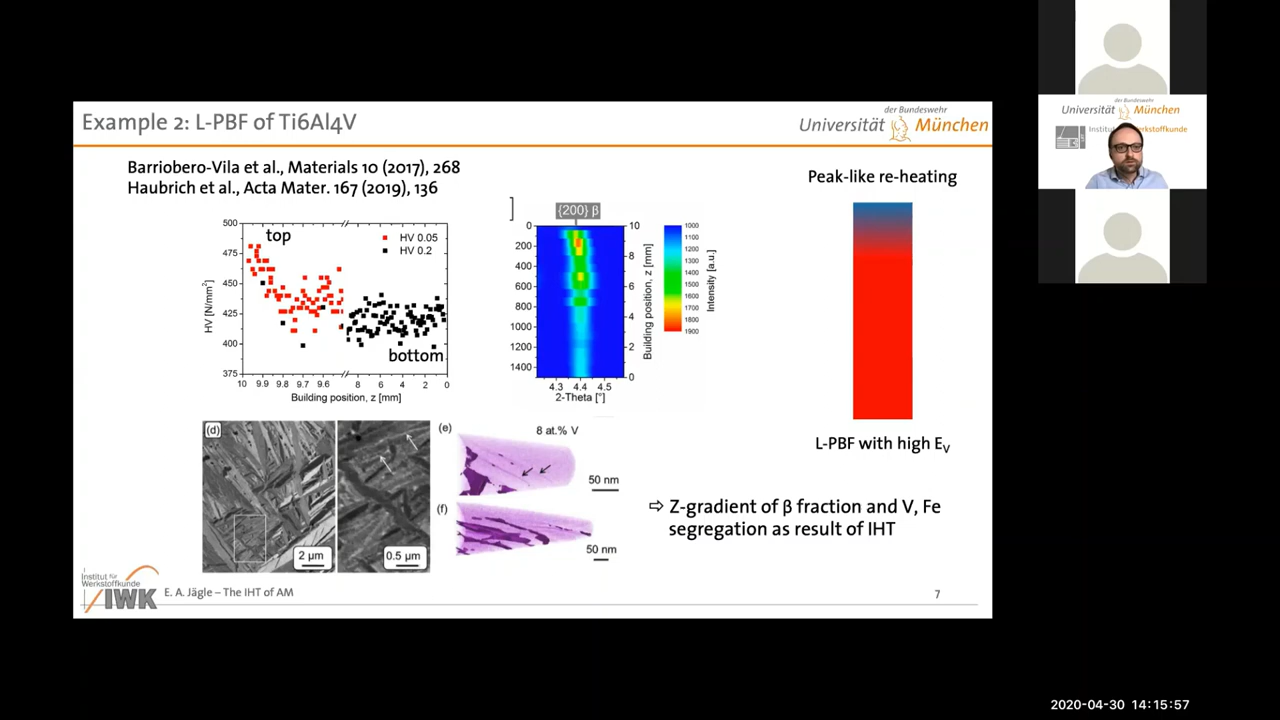 Example 2: L-PBF of Ti6Al4V
der Bundeswehr
Universität München
Barriobero-Vila et al., Materials 10 (2017), 268
Haubrich et al., Acta Mater. 167 (2019), 136
500
475
450
425
400
375
HV [N/mm²]
top
HV 0.05
HV 0.2
bottom
10 9.9 9.8 9.7 9.6 8 6 4 2 0
Building position, z [mm]
]
{200} β
0
200
400
600
800
1000
1200
1400
10
8
6
4
2
0
Building position, z [mm]
4.3 4.4 4.5
2-Theta [°]
1000
1100
1200
1300
1400
1500
1600
1700
1800
1900
Intensity [a.u.]
Peak-like re-heating
L-PBF with high EV
(d)
2 µm
0.5 µm
(e)
8 at.% V
50 nm
(f)
50 nm
⇨ Z-gradient of β fraction and V, Fe
segregation as result of IHT
Institut für
Werkstoffkunde
IWK
E. A. Jägle – The IHT of AM
7
der Bundeswehr
Universität München
2020-04-30 14:15:57